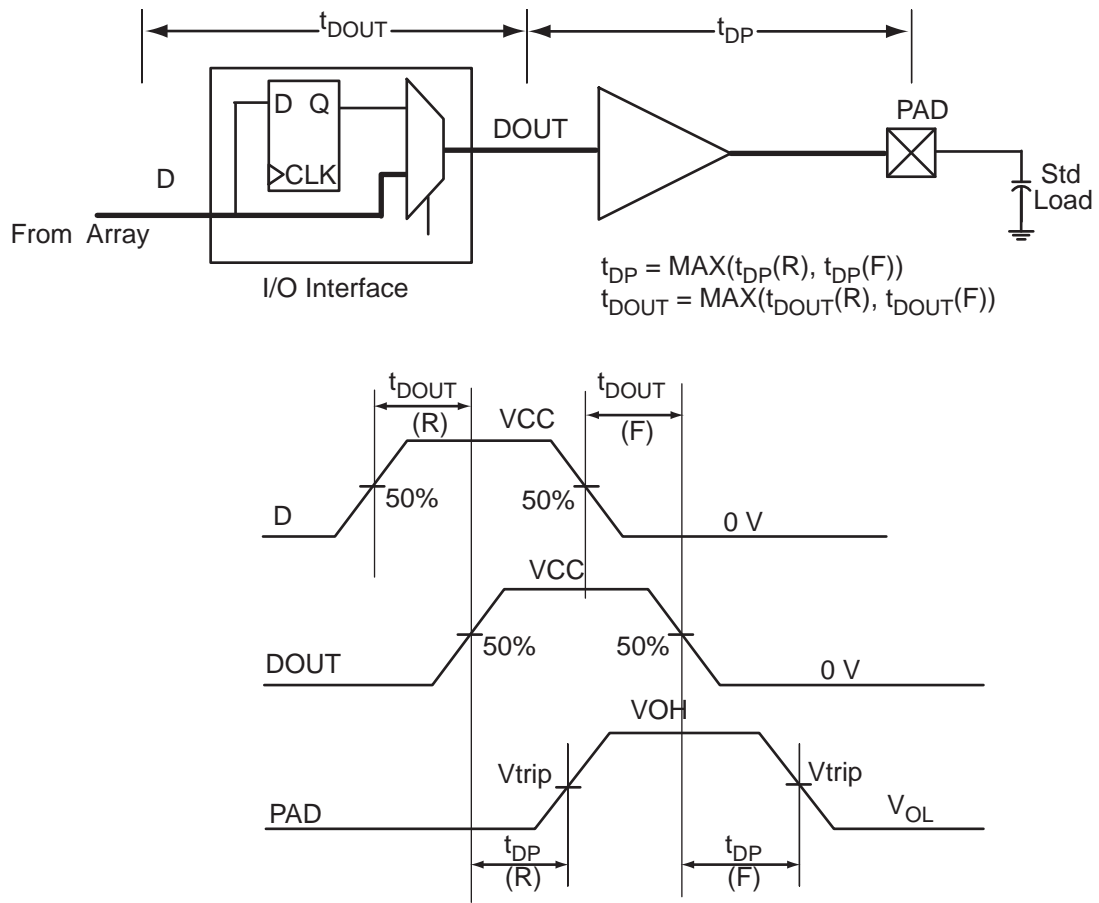 tDOUT
tDP
D Q
CLK
D
From Array
I/O Interface
DOUT
PAD
Std
Load
tDP = MAX(tDP(R), tDP(F))
tDOUT = MAX(tDOUT(R), tDOUT(F))
tDOUT
(R)
VCC
tDOUT
(F)
50%
50%
D
0 V
VCC
50%
50%
DOUT
0 V
VOH
Vtrip
Vtrip
PAD
VOL
tDP
(R)
tDP
(F)